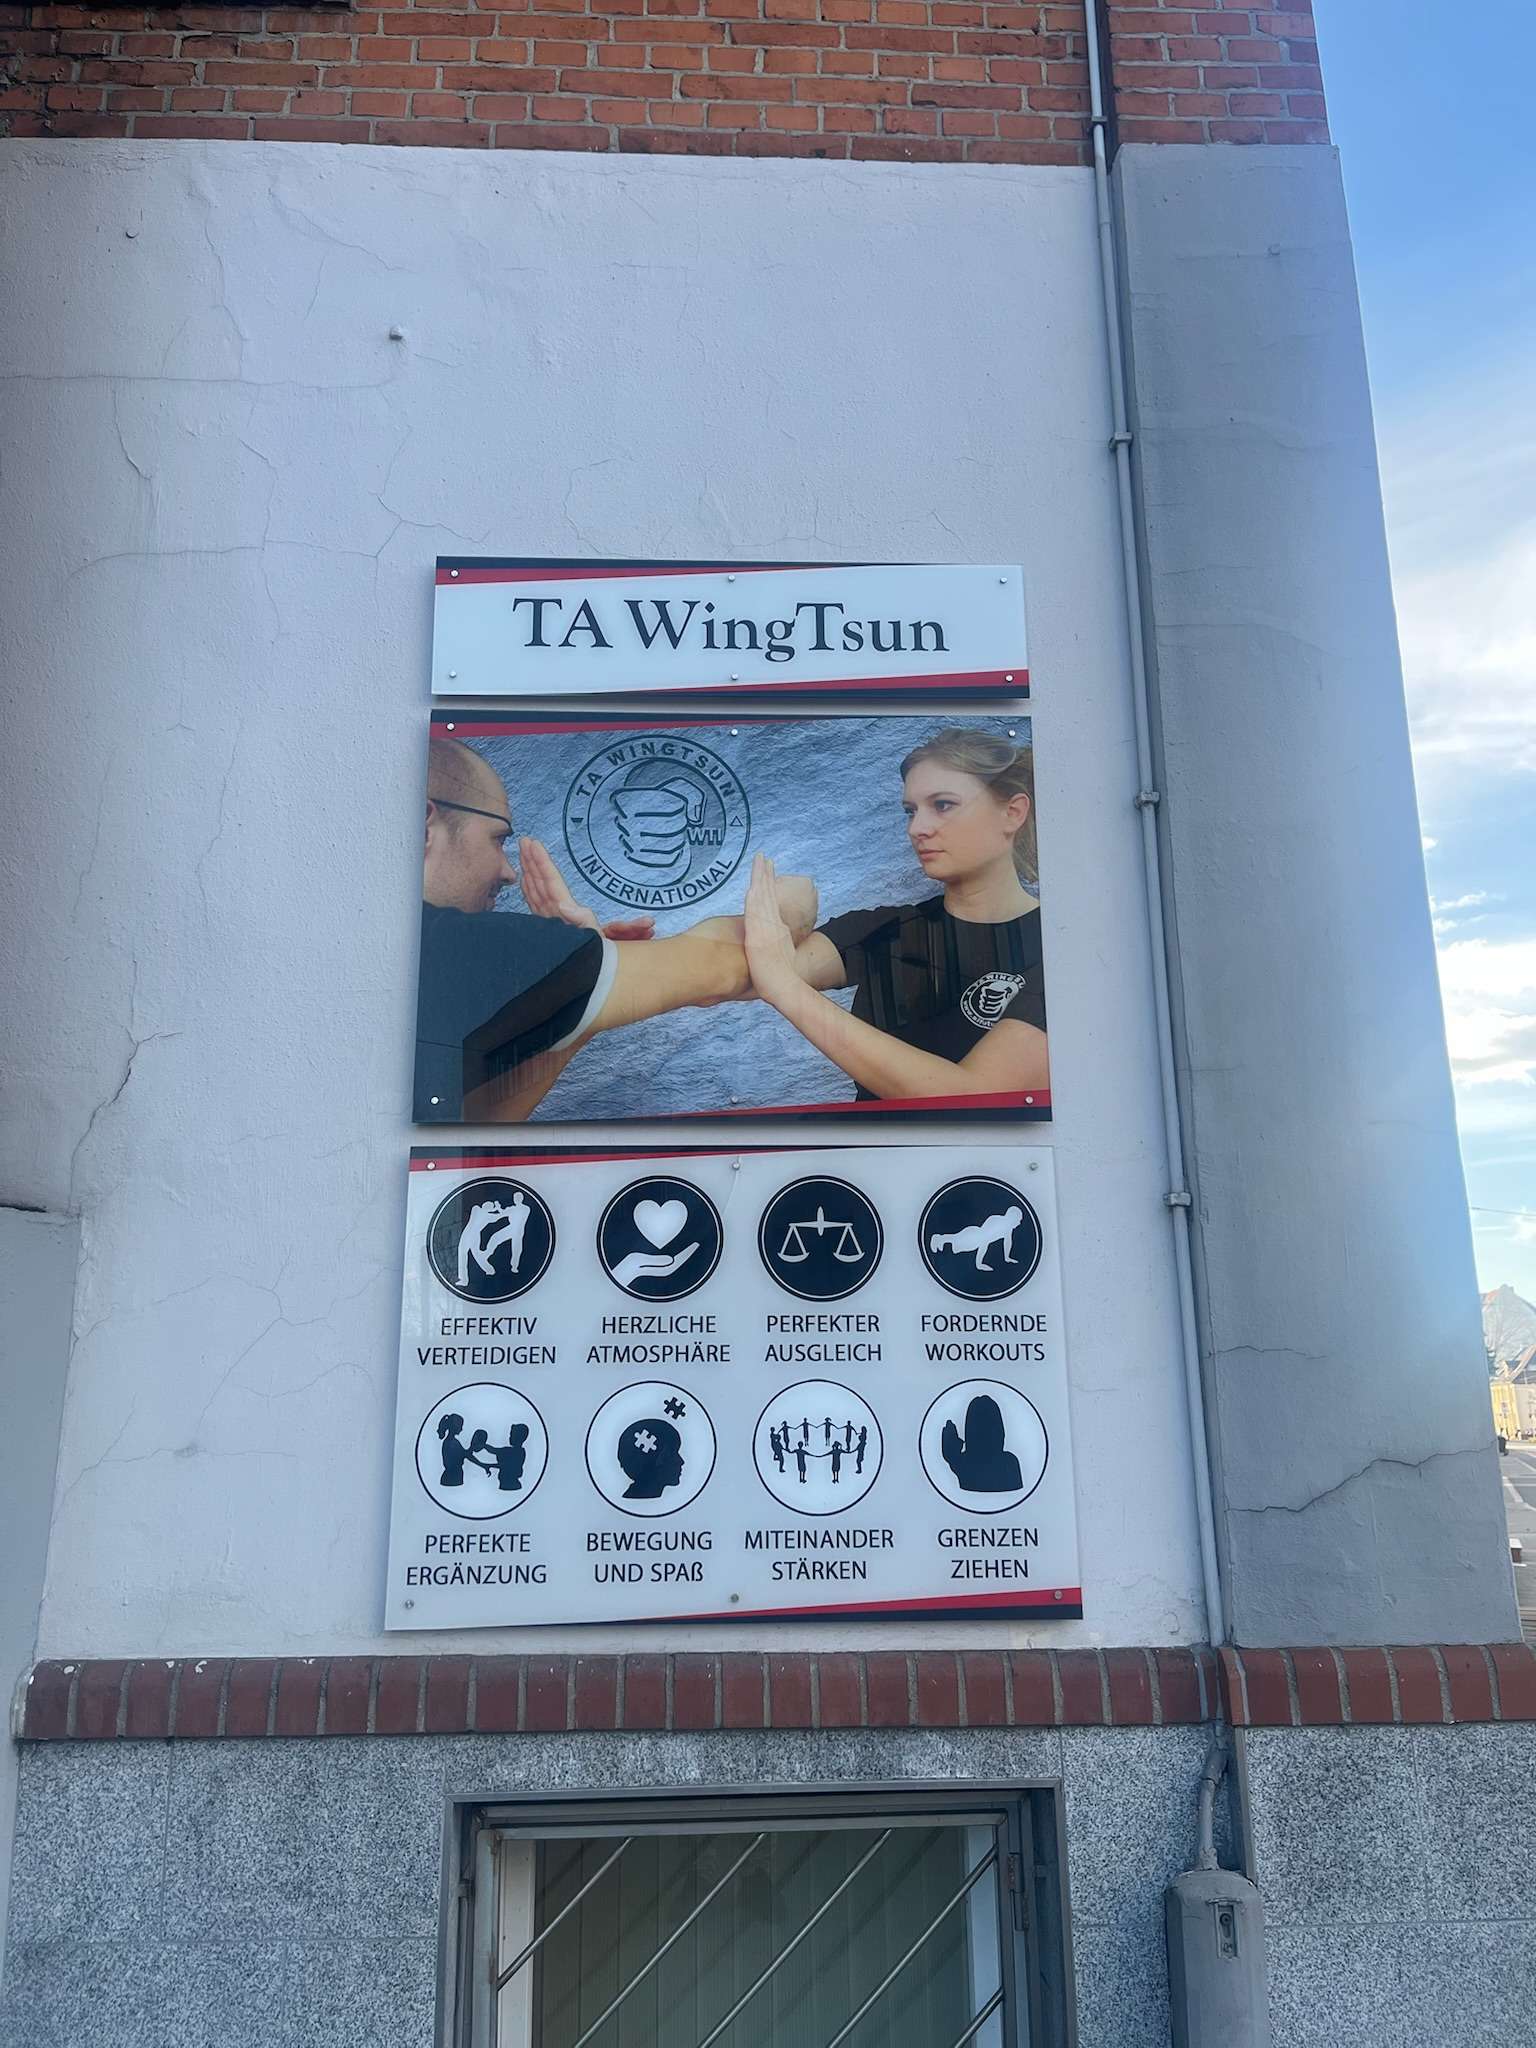 TA WingTsun
TA WINGTSUN
WTI
INTERNATIONAL
EFFEKTIV
VERTEIDIGEN
HERZLICHE
ATMOSPHÄRE
PERFEKTER
AUSGLEICH
FORDERNDE
WORKOUTS
PERFEKTE
ERGÄNZUNG
BEWEGUNG
UND SPAß
MITEINANDER
STÄRKEN
GRENZEN
ZIEHEN